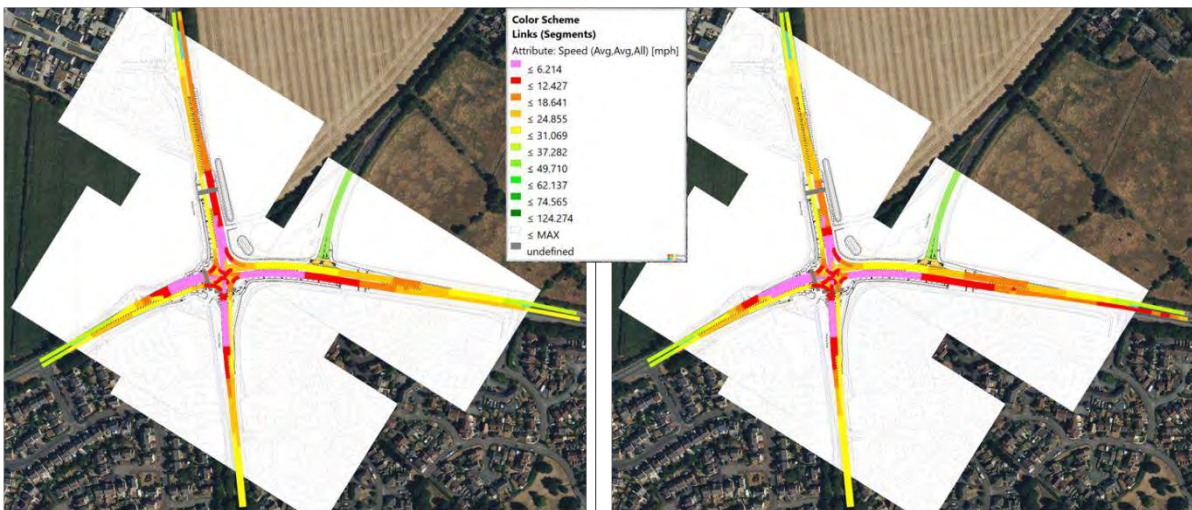 Color Scheme
Links (Segments)
Attribute: Speed (Avg,Avg,All) [mph]
≤ 6.214
≤ 12.427
≤ 18.641
≤ 24.855
≤ 31.069
≤ 37.282
≤ 49.710
≤ 62.137
≤ 74.565
≤ 124.274
≤ MAX
undefined